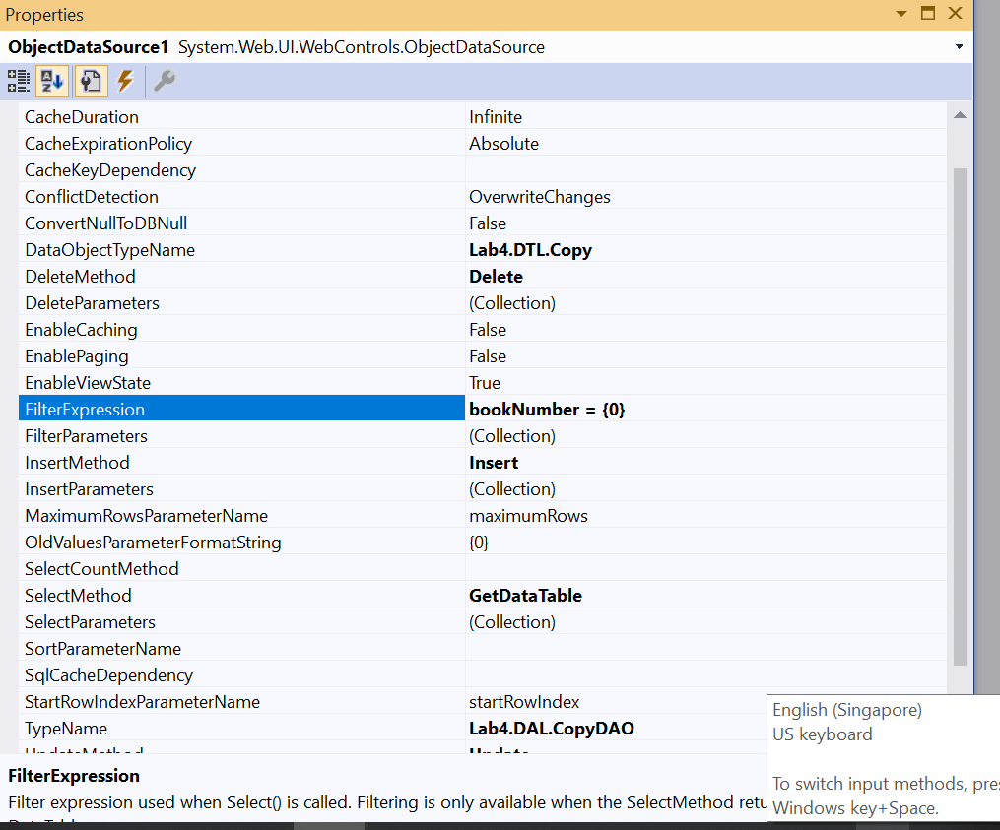 Properties
ObjectDataSource1 System.Web.UI.WebControls.ObjectDataSource
CacheDuration Infinite
CacheExpirationPolicy Absolute
CacheKeyDependency
ConflictDetection OverwriteChanges
ConvertNullToDBNull False
DataObjectTypeName Lab4.DTL.Copy
DeleteMethod Delete
DeleteParameters (Collection)
EnableCaching False
EnablePaging False
EnableViewState True
FilterExpression bookNumber = {0}
FilterParameters (Collection)
InsertMethod Insert
InsertParameters (Collection)
MaximumRowsParameterName maximumRows
OldValuesParameterFormatString {0}
SelectCountMethod
SelectMethod GetDataTable
SelectParameters (Collection)
SortParameterName
SqlCacheDependency
StartRowIndexParameterName startRowIndex
TypeName Lab4.DAL.CopyDAO
UpdateMethod Update
FilterExpression
Filter expression used when Select() is called. Filtering is only available when the SelectMethod retu
English (Singapore)
US keyboard
To switch input methods, pres
Windows key+Space.